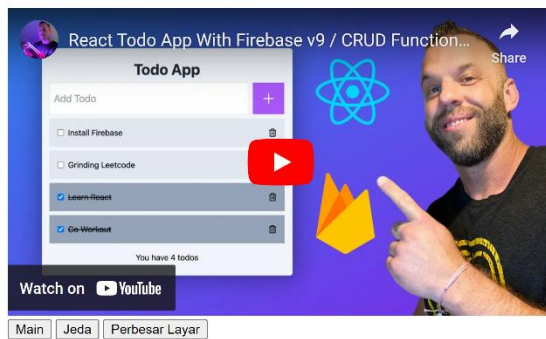 React Todo App With Firebase v9 / CRUD Function...
Share
Todo App
Add Todo
+
Install Firebase
Grinding Leetcode
Learn React
Go Workout
You have 4 todos
Watch on YouTube
Main Jeda Perbesar Layar